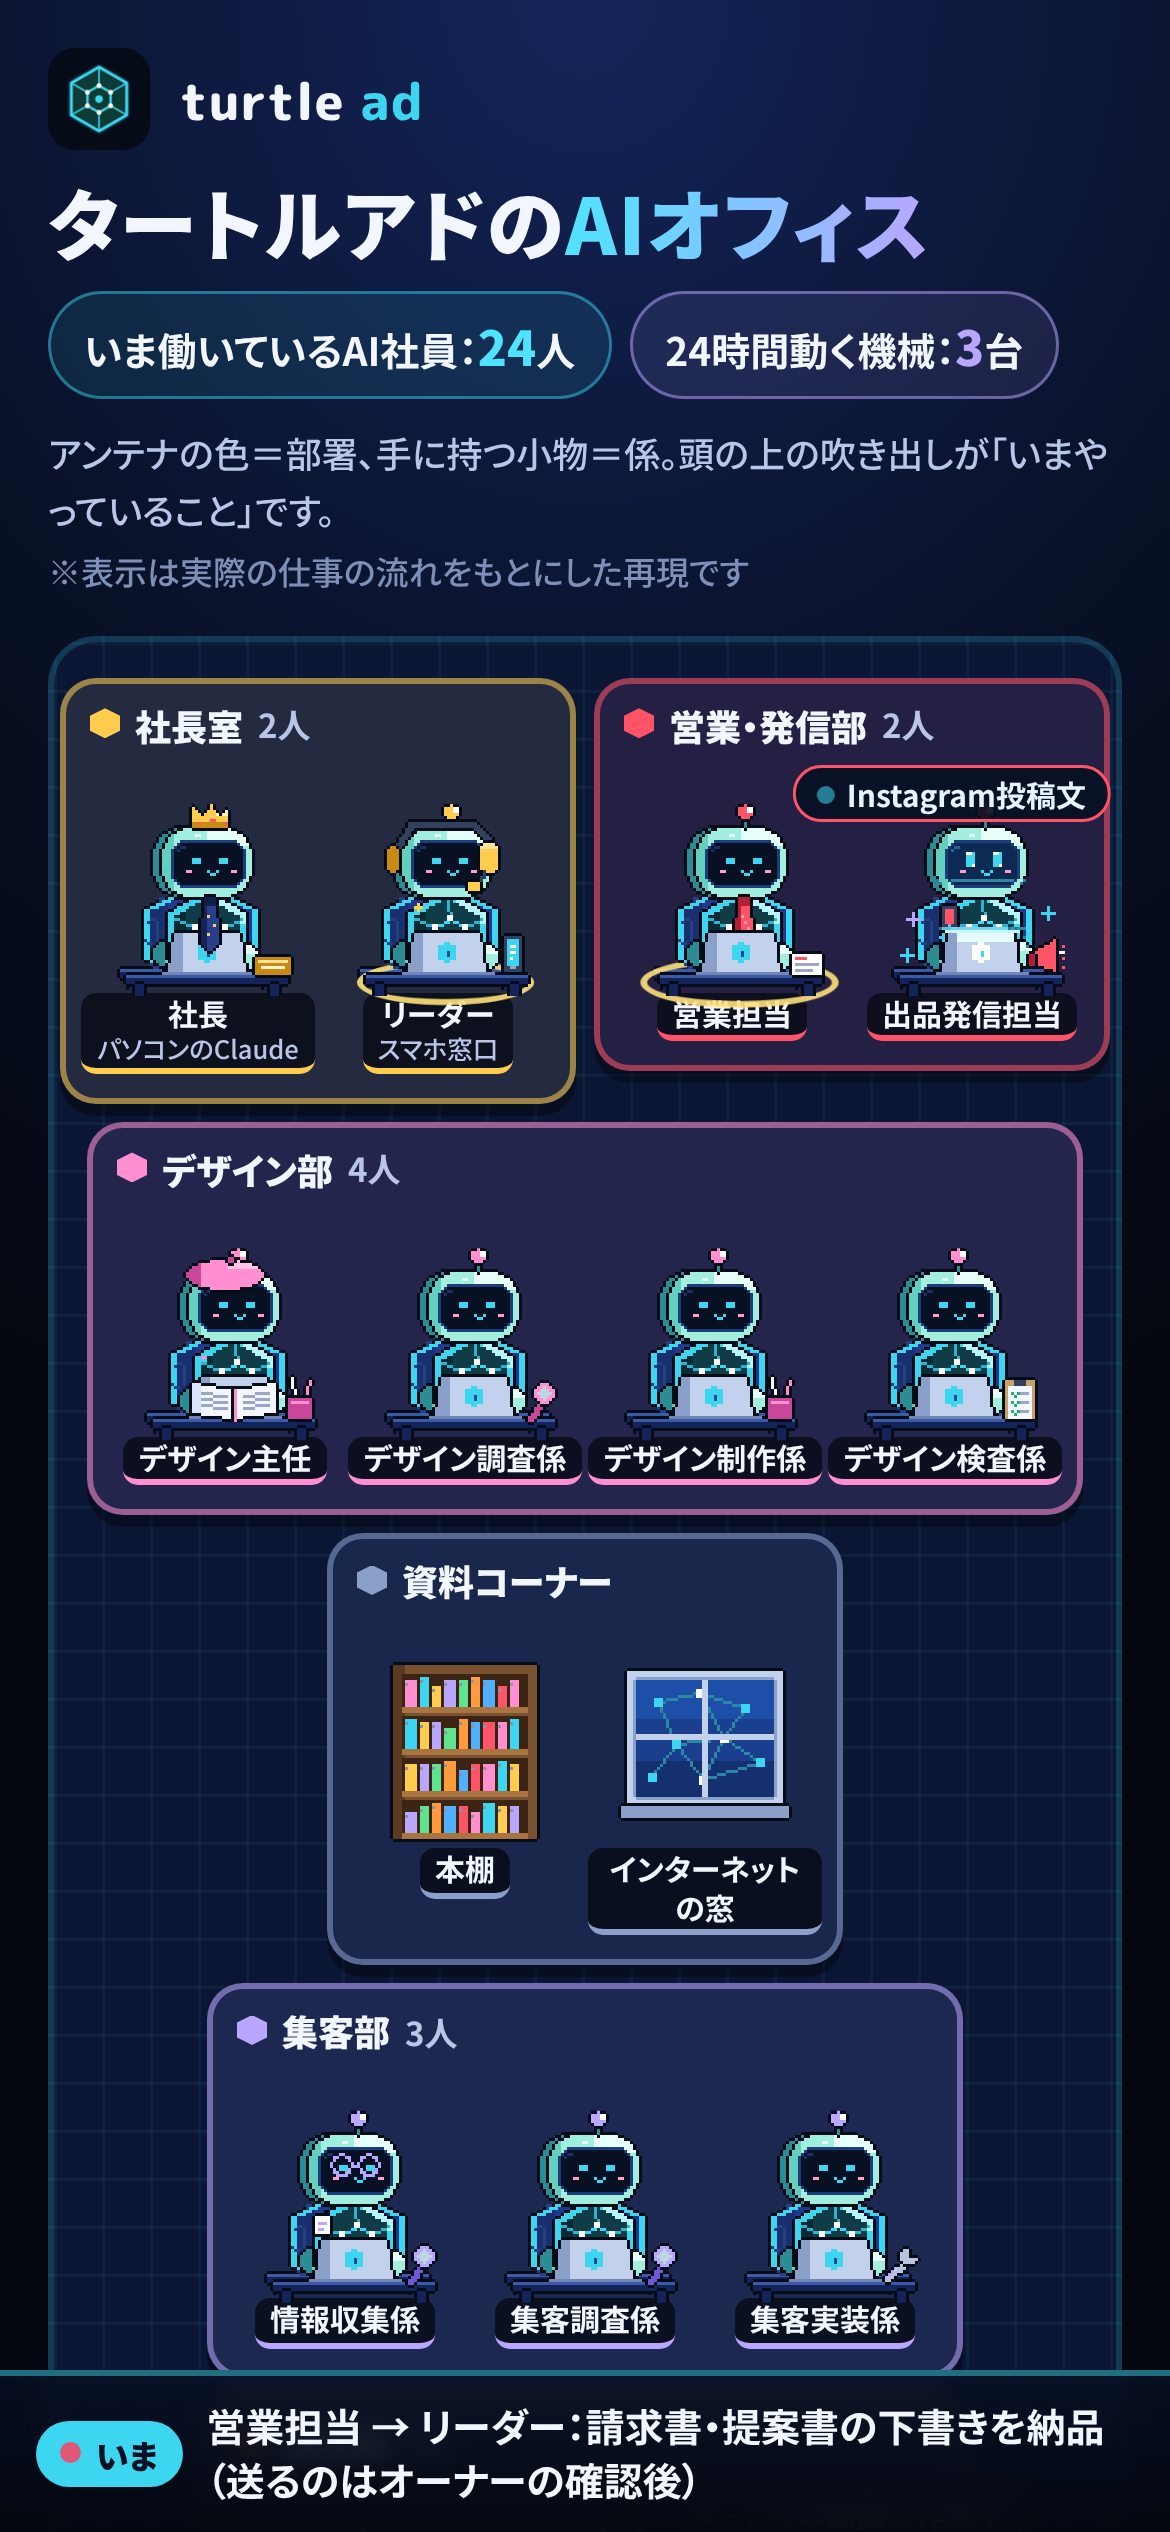 turtle ad
タートルアドのAIオフィス
いま働いているAI社員：24人
24時間動く機械：3台
アンテナの色＝部署、手に持つ小物＝係。頭の上の吹き出しが「いまや
っていること」です。
※表示は実際の仕事の流れをもとにした再現です
社長室 2人
社長
パソコンのClaude
リーダー
スマホ窓口
営業・発信部 2人
Instagram投稿文
営業担当
出品発信担当
デザイン部 4人
デザイン主任
デザイン調査係
デザイン制作係
デザイン検査係
資料コーナー
本棚
インターネット
の窓
集客部 3人
情報収集係
集客調査係
集客実装係
いま
営業担当 → リーダー：請求書・提案書の下書きを納品
（送るのはオーナーの確認後）